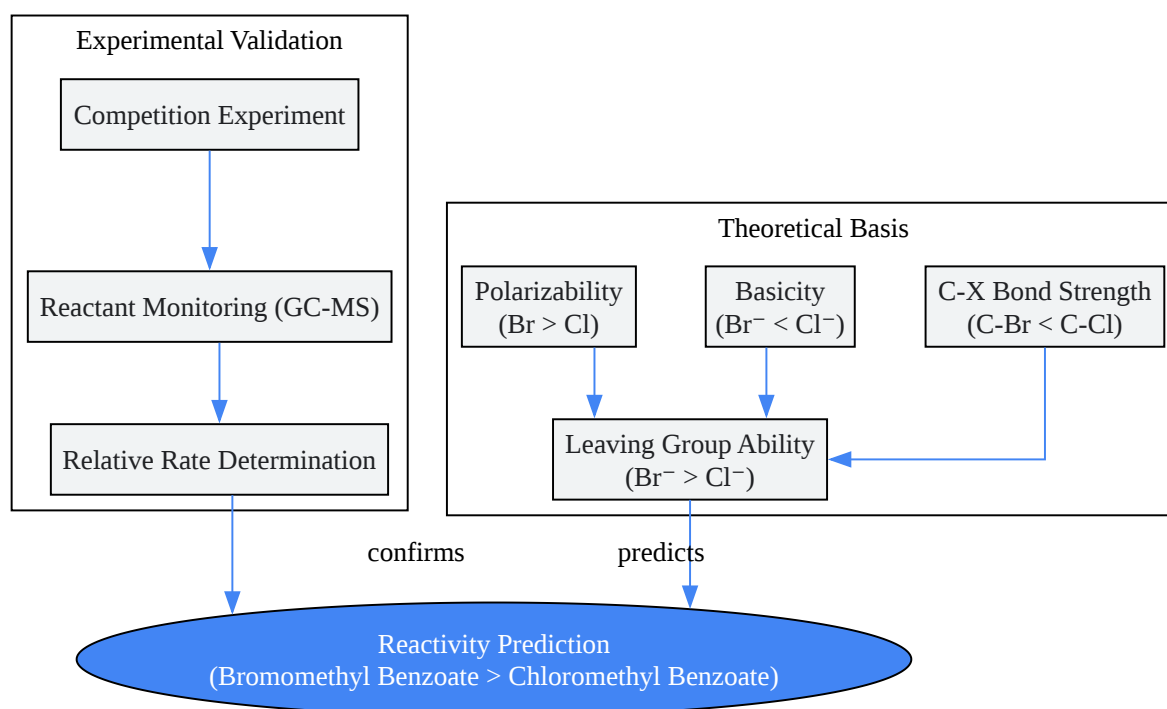 Experimental Validation
Competition Experiment
Reactant Monitoring (GC-MS)
Relative Rate Determination
Theoretical Basis
Polarizability
(Br > Cl)
Basicity
(Br⁻ < Cl⁻)
C-X Bond Strength
(C-Br < C-Cl)
Leaving Group Ability
(Br⁻ > Cl⁻)
confirms
predicts
Reactivity Prediction
(Bromomethyl Benzoate > Chloromethyl Benzoate)